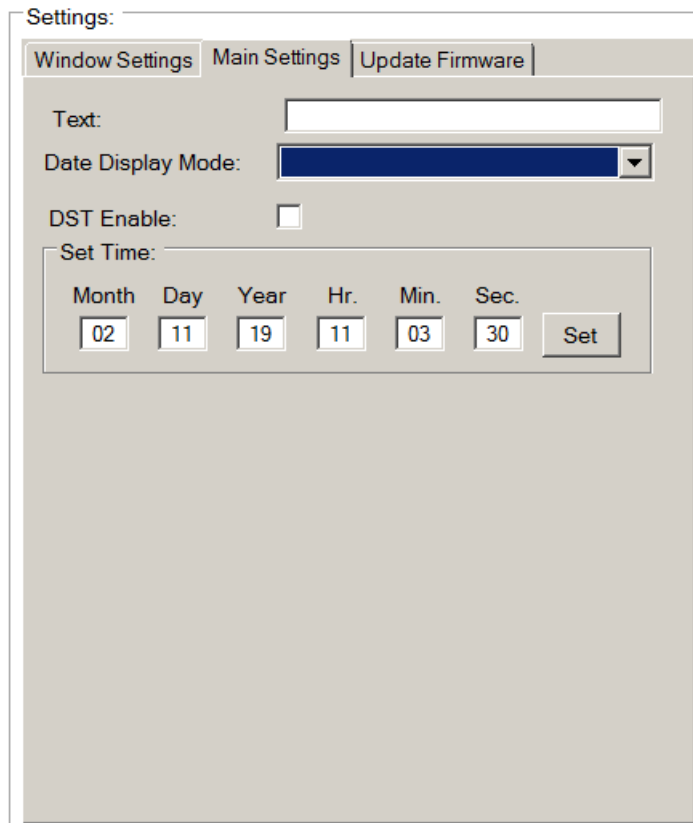 Settings:
Window Settings Main Settings Update Firmware
Text:
Date Display Mode:
DST Enable:
Set Time:
Month Day Year Hr. Min. Sec.
02 11 19 11 03 30 Set